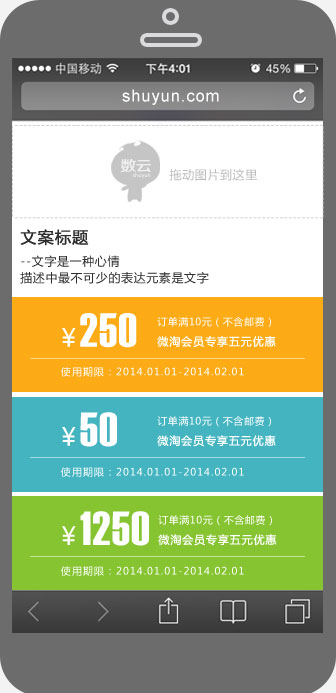 中国移动 下午4:01 45%
shuyun.com
数云
shuyun
拖动图片到这里
文案标题
--文字是一种心情
描述中最不可少的表达元素是文字
¥250
订单满10元（不含邮费）
微淘会员专享五元优惠
使用期限：2014.01.01-2014.02.01
¥50
订单满10元（不含邮费）
微淘会员专享五元优惠
使用期限：2014.01.01-2014.02.01
¥1250
订单满10元（不含邮费）
微淘会员专享五元优惠
使用期限：2014.01.01-2014.02.01